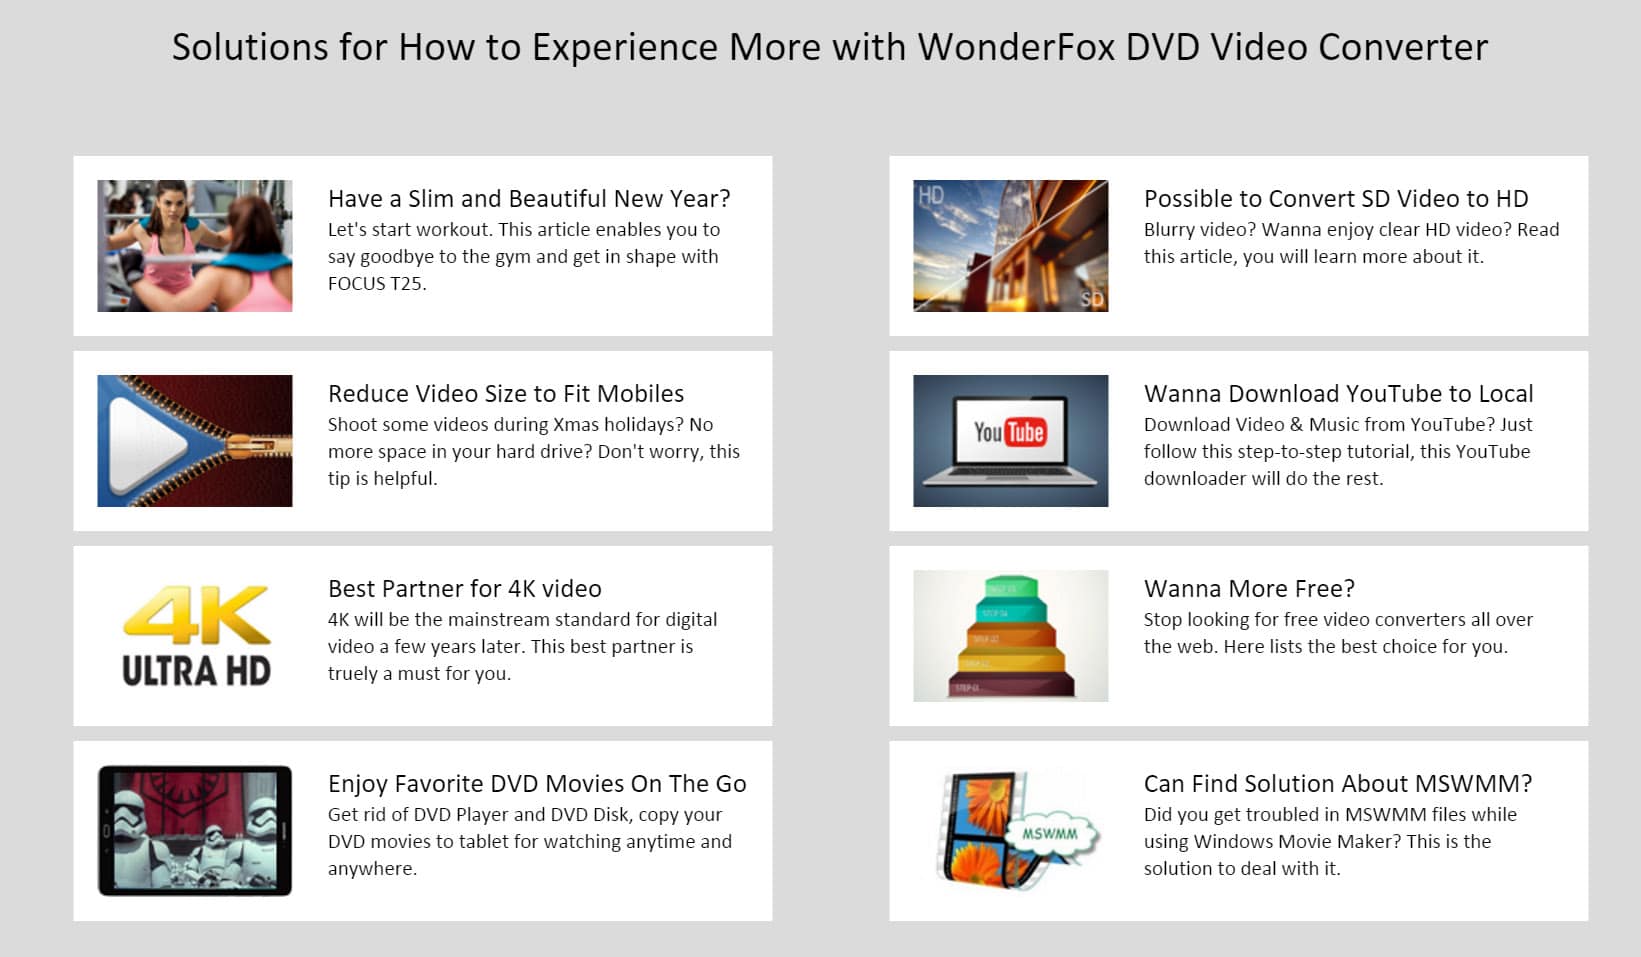 Solutions for How to Experience More with WonderFox DVD Video Converter
Have a Slim and Beautiful New Year?
Let's start workout. This article enables you to
say goodbye to the gym and get in shape with
FOCUS T25.
HD
SD
Possible to Convert SD Video to HD
Blurry video? Wanna enjoy clear HD video? Read
this article, you will learn more about it.
Reduce Video Size to Fit Mobiles
Shoot some videos during Xmas holidays? No
more space in your hard drive? Don't worry, this
tip is helpful.
YouTube
Wanna Download YouTube to Local
Download Video & Music from YouTube? Just
follow this step-to-step tutorial, this YouTube
downloader will do the rest.
4K
ULTRA HD
Best Partner for 4K video
4K will be the mainstream standard for digital
video a few years later. This best partner is
truely a must for you.
STEP-04
STEP-01
Wanna More Free?
Stop looking for free video converters all over
the web. Here lists the best choice for you.
Enjoy Favorite DVD Movies On The Go
Get rid of DVD Player and DVD Disk, copy your
DVD movies to tablet for watching anytime and
anywhere.
MSWMM
Can Find Solution About MSWMM?
Did you get troubled in MSWMM files while
using Windows Movie Maker? This is the
solution to deal with it.